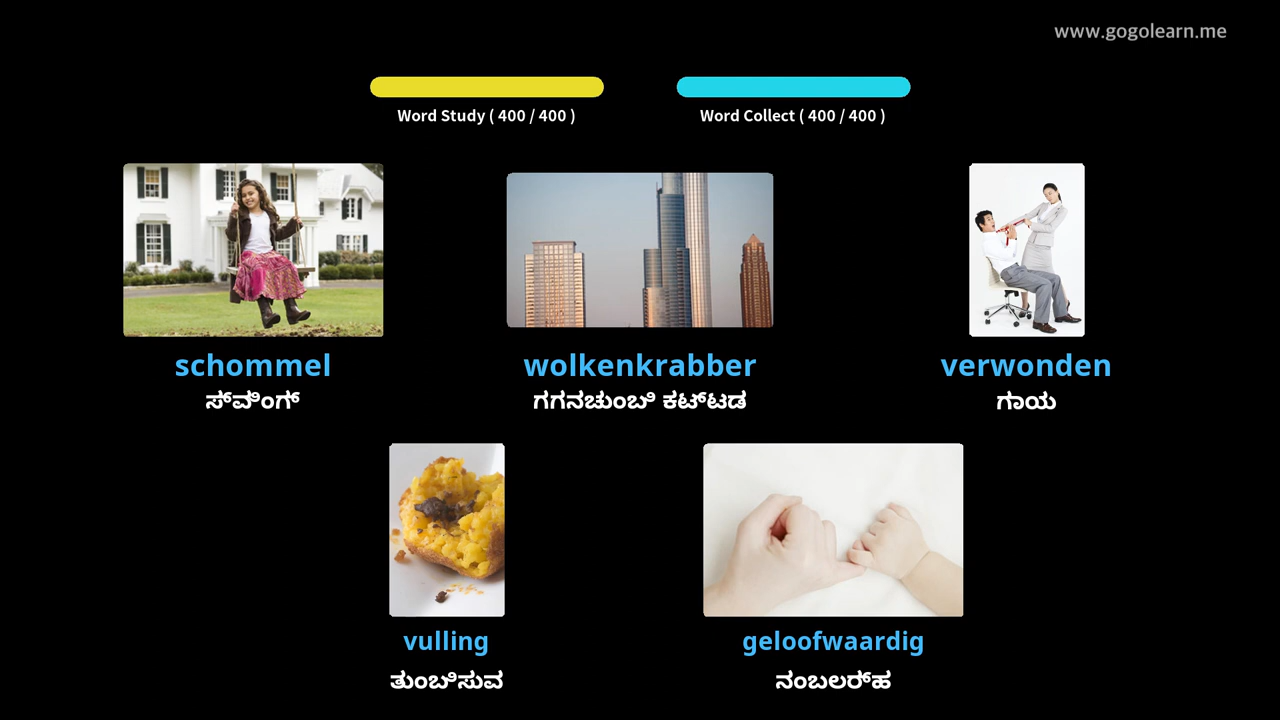 www.gogolearn.me
Word Study ( 400 / 400 )
Word Collect ( 400 / 400 )
schommel
ಸ್ವಿಂಗ್
wolkenkrabber
ಗಗನಚುಂಬಿ ಕಟ್ಟಡ
verwonden
ಗಾಯ
vulling
ತುಂಬಿಸುವ
geloofwaardig
ನಂಬಲರ್ಹ